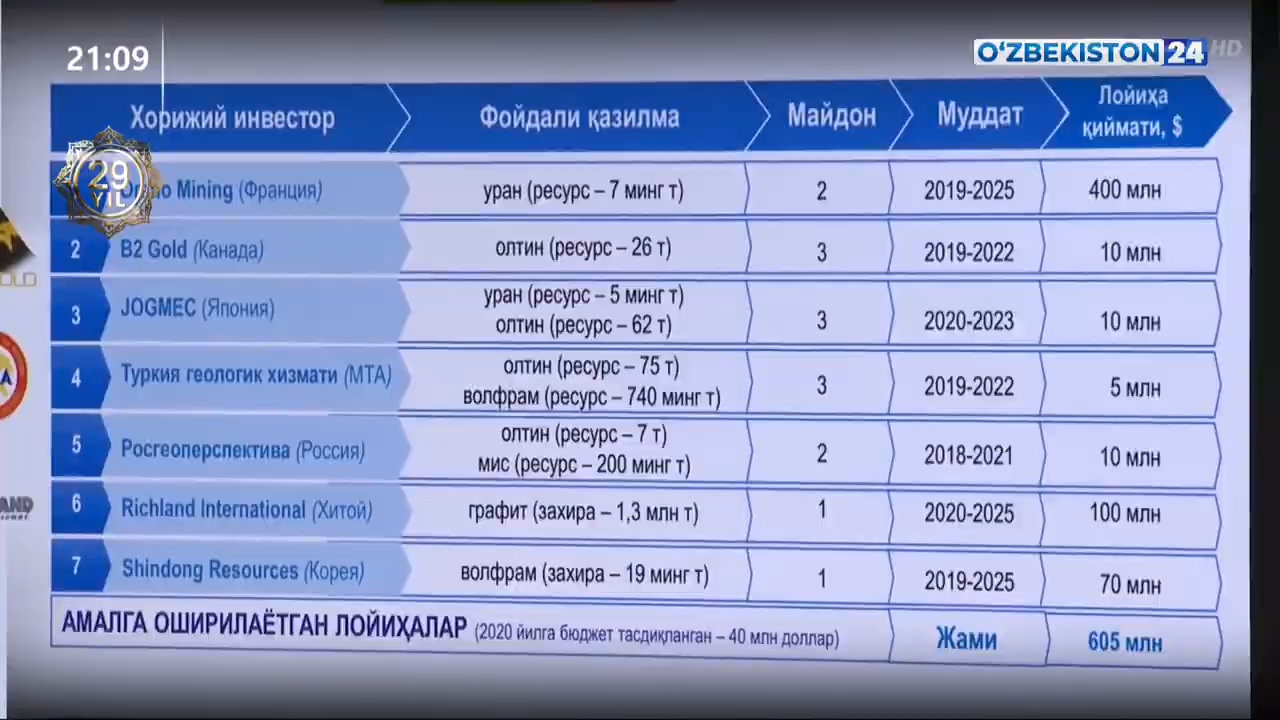 21:09
O‘ZBEKISTON 24 HD
Хорижий инвестор Фойдали қазилма Майдон Муддат Лойиҳа
қиймати, $
29
YIL
Mining (Франция) уран (ресурс – 7 минг т) 2 2019-2025 400 млн
2 B2 Gold (Канада) олтин (ресурс – 26 т) 3 2019-2022 10 млн
OLD
3 JOGMEC (Япония) уран (ресурс – 5 минг т)
олтин (ресурс – 62 т) 3 2020-2023 10 млн
4 Туркия геологик хизмати (МТА) олтин (ресурс – 75 т)
волфрам (ресурс – 740 минг т) 3 2019-2022 5 млн
5 Росгеоперспектива (Россия) олтин (ресурс – 7 т)
мис (ресурс – 200 минг т) 2 2018-2021 10 млн
AND
6 Richland International (Хитой) графит (захира – 1,3 млн т) 1 2020-2025 100 млн
7 Shindong Resources (Корея) волфрам (захира – 19 минг т) 1 2019-2025 70 млн
АМАЛГА ОШИРИЛАЁТГАН ЛОЙИҲАЛАР (2020 йилга бюджет тасдиқланган – 40 млн доллар) Жами 605 млн